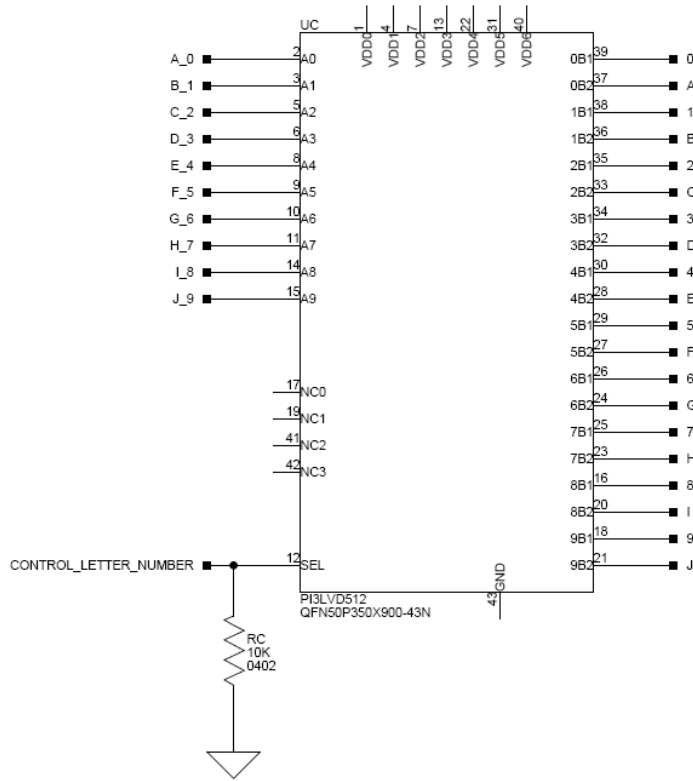 UC
1 4 7 13 22 31 40
VDD0 VDD1 VDD2 VDD3 VDD4 VDD5 VDD6
A_0 2 A0 0B1 39 0
B_1 3 A1 0B2 37 A
C_2 5 A2 1B1 38 1
D_3 6 A3 1B2 36 B
E_4 8 A4 2B1 35 2
F_5 9 A5 2B2 33 C
G_6 10 A6 3B1 34 3
H_7 11 A7 3B2 32 D
I_8 14 A8 4B1 30 4
J_9 15 A9 4B2 28 E
5B1 29 5
5B2 27 F
17 NC0 6B1 26 6
19 NC1 6B2 24 G
41 NC2 7B1 25 7
42 NC3 7B2 23 H
8B1 16 8
8B2 20 I
9B1 18 9
CONTROL_LETTER_NUMBER 12 SEL 9B2 21 J
43 GND
PI3LVD512
QFN50P350X900-43N
RC
10K
0402